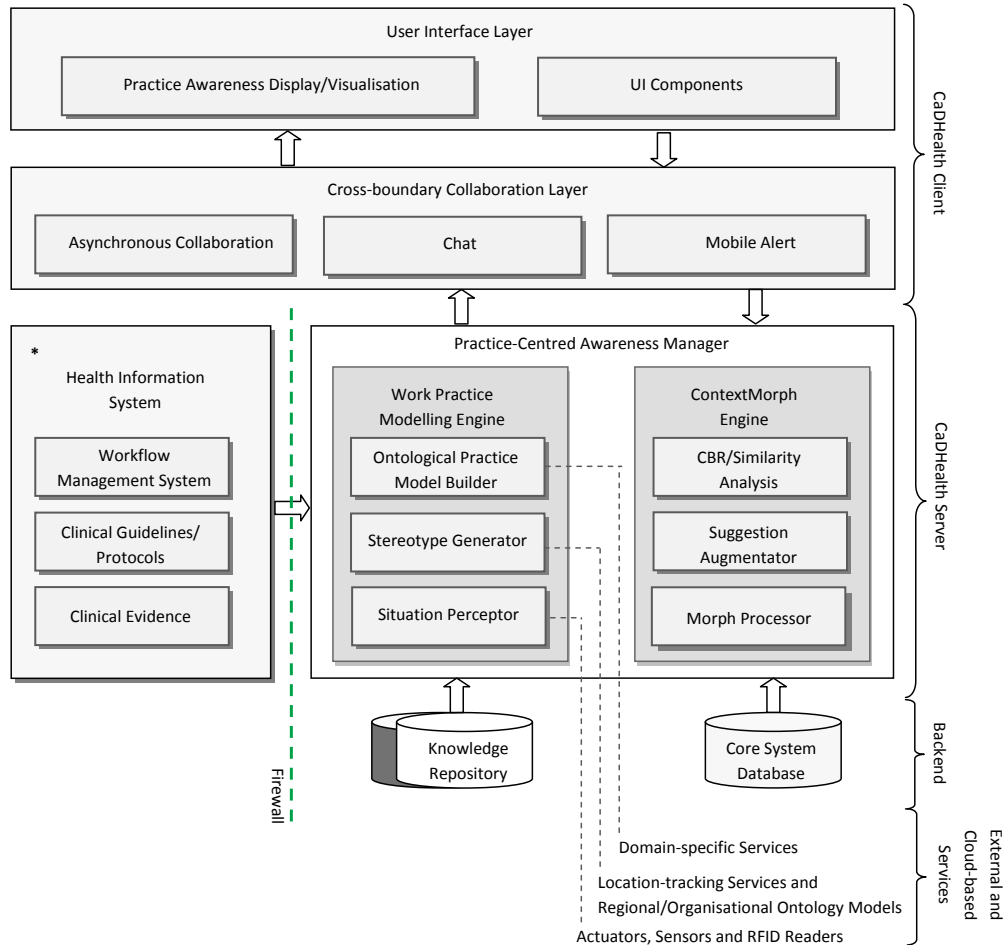 User Interface Layer
Practice Awareness Display/Visualisation
UI Components
CaDHealth Client
Cross-boundary Collaboration Layer
Asynchronous Collaboration
Chat
Mobile Alert
*
Health Information
System
Workflow
Management System
Clinical Guidelines/
Protocols
Clinical Evidence
Firewall
Practice-Centred Awareness Manager
Work Practice
Modelling Engine
Ontological Practice
Model Builder
Stereotype Generator
Situation Perceptor
ContextMorph
Engine
CBR/Similarity
Analysis
Suggestion
Augmentator
Morph Processor
CaDHealth Server
Knowledge
Repository
Core System
Database
Backend
Domain-specific Services
Location-tracking Services and
Regional/Organisational Ontology Models
Actuators, Sensors and RFID Readers
External and
Cloud-based
Services